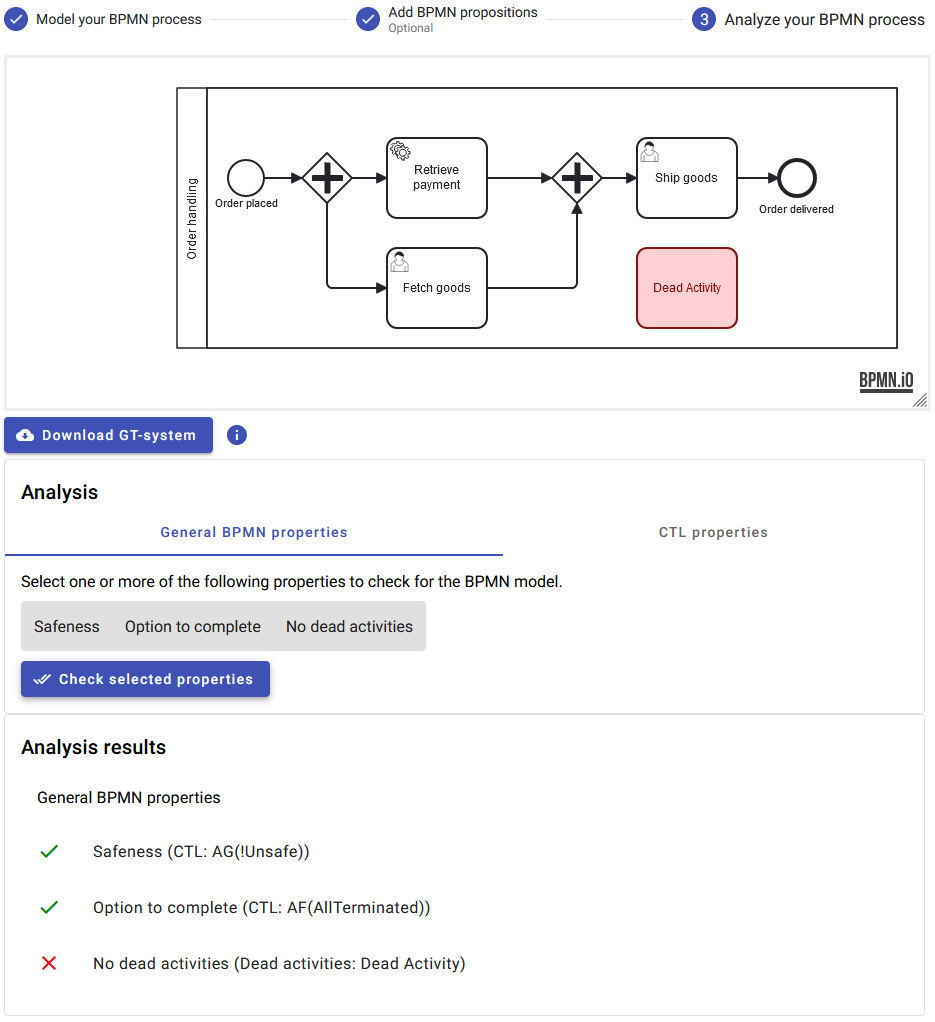 Model your BPMN process
Add BPMN propositions
Optional
3
Analyze your BPMN process
Order handling
Order placed
Retrieve
payment
Ship goods
Order delivered
Fetch goods
Dead Activity
BPMN.iO
Download GT-system
i
Analysis
General BPMN properties
CTL properties
Select one or more of the following properties to check for the BPMN model.
Safeness
Option to complete
No dead activities
Check selected properties
Analysis results
General BPMN properties
Safeness (CTL: AG(!Unsafe))
Option to complete (CTL: AF(AllTerminated))
No dead activities (Dead activities: Dead Activity)